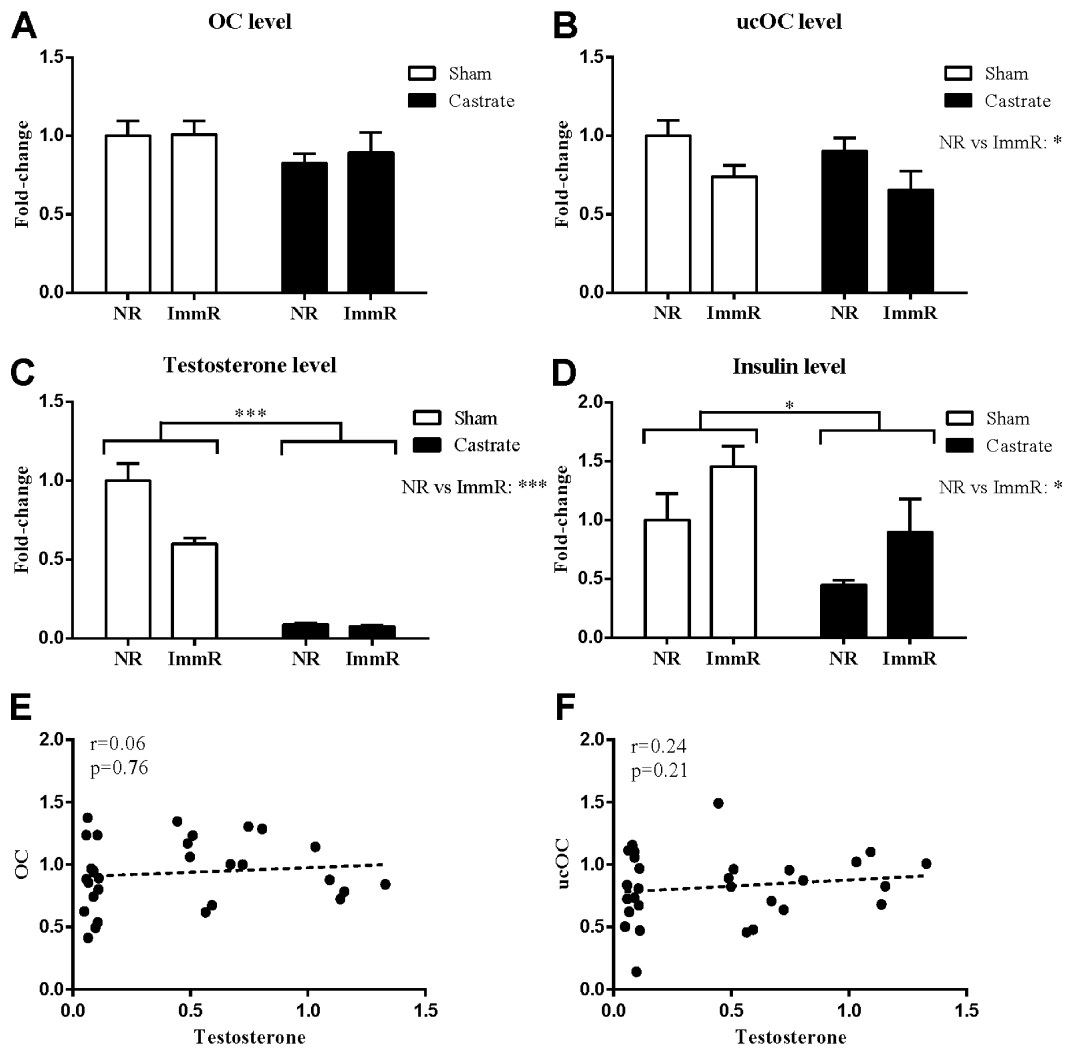 A
OC level
1.5
1.0
0.5
0.0
Fold-change
NR
ImmR
NR
ImmR
Sham
Castrate
B
ucOC level
1.5
1.0
0.5
0.0
Fold-change
NR
ImmR
NR
ImmR
Sham
Castrate
NR vs ImmR: *
C
Testosterone level
1.5
1.0
0.5
0.0
Fold-change
***
NR
ImmR
NR
ImmR
Sham
Castrate
NR vs ImmR: ***
D
Insulin level
2.0
1.5
1.0
0.5
0.0
Fold-change
*
NR
ImmR
NR
ImmR
Sham
Castrate
NR vs ImmR: *
E
r=0.06
p=0.76
2.0
1.5
1.0
0.5
0.0
OC
0.0
0.5
1.0
1.5
Testosterone
F
r=0.24
p=0.21
2.0
1.5
1.0
0.5
0.0
ucOC
0.0
0.5
1.0
1.5
Testosterone